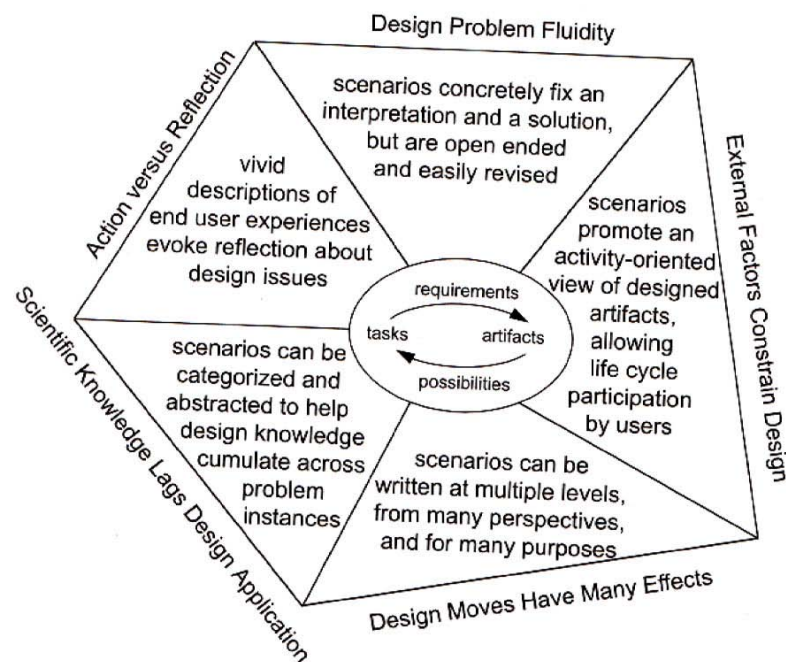 Design Problem Fluidity
scenarios concretely fix an
interpretation and a solution,
but are open ended
and easily revised
Action versus Reflection
vivid
descriptions of
end user experiences
evoke reflection about
design issues
External Factors Constrain Design
scenarios
promote an
activity-oriented
view of designed
artifacts,
allowing
life cycle
participation
by users
requirements
tasks
artifacts
possibilities
Scientific Knowledge Lags Design Application
scenarios can be
categorized and
abstracted to help
design knowledge
cumulate across
problem
instances
scenarios can be
written at multiple levels,
from many perspectives,
and for many purposes
Design Moves Have Many Effects